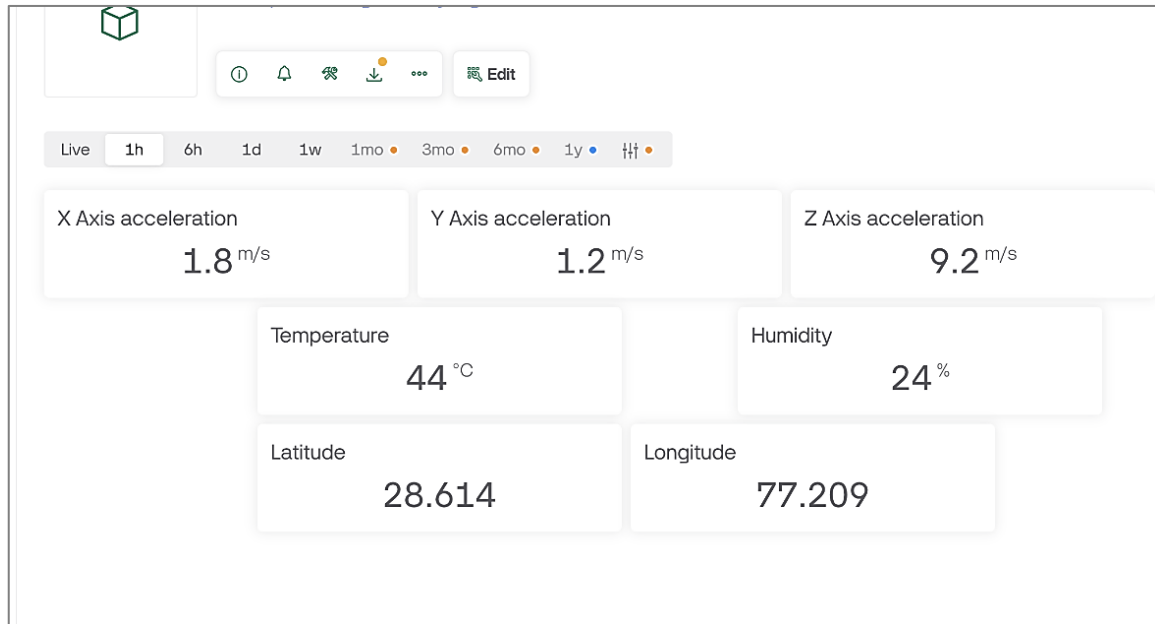 Edit
Live 1h 6h 1d 1w 1mo 3mo 6mo 1y
X Axis acceleration Y Axis acceleration Z Axis acceleration
1.8 m/s 1.2 m/s 9.2 m/s
Temperature Humidity
44 °C 24 %
Latitude Longitude
28.614 77.209